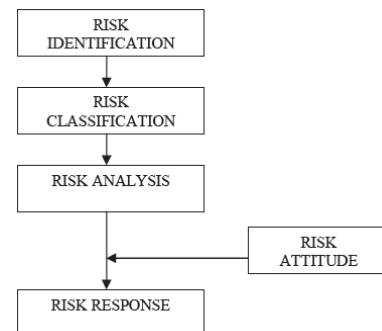 RISK
IDENTIFICATION
RISK
CLASSIFICATION
RISK ANALYSIS
RISK
ATTITUDE
RISK RESPONSE